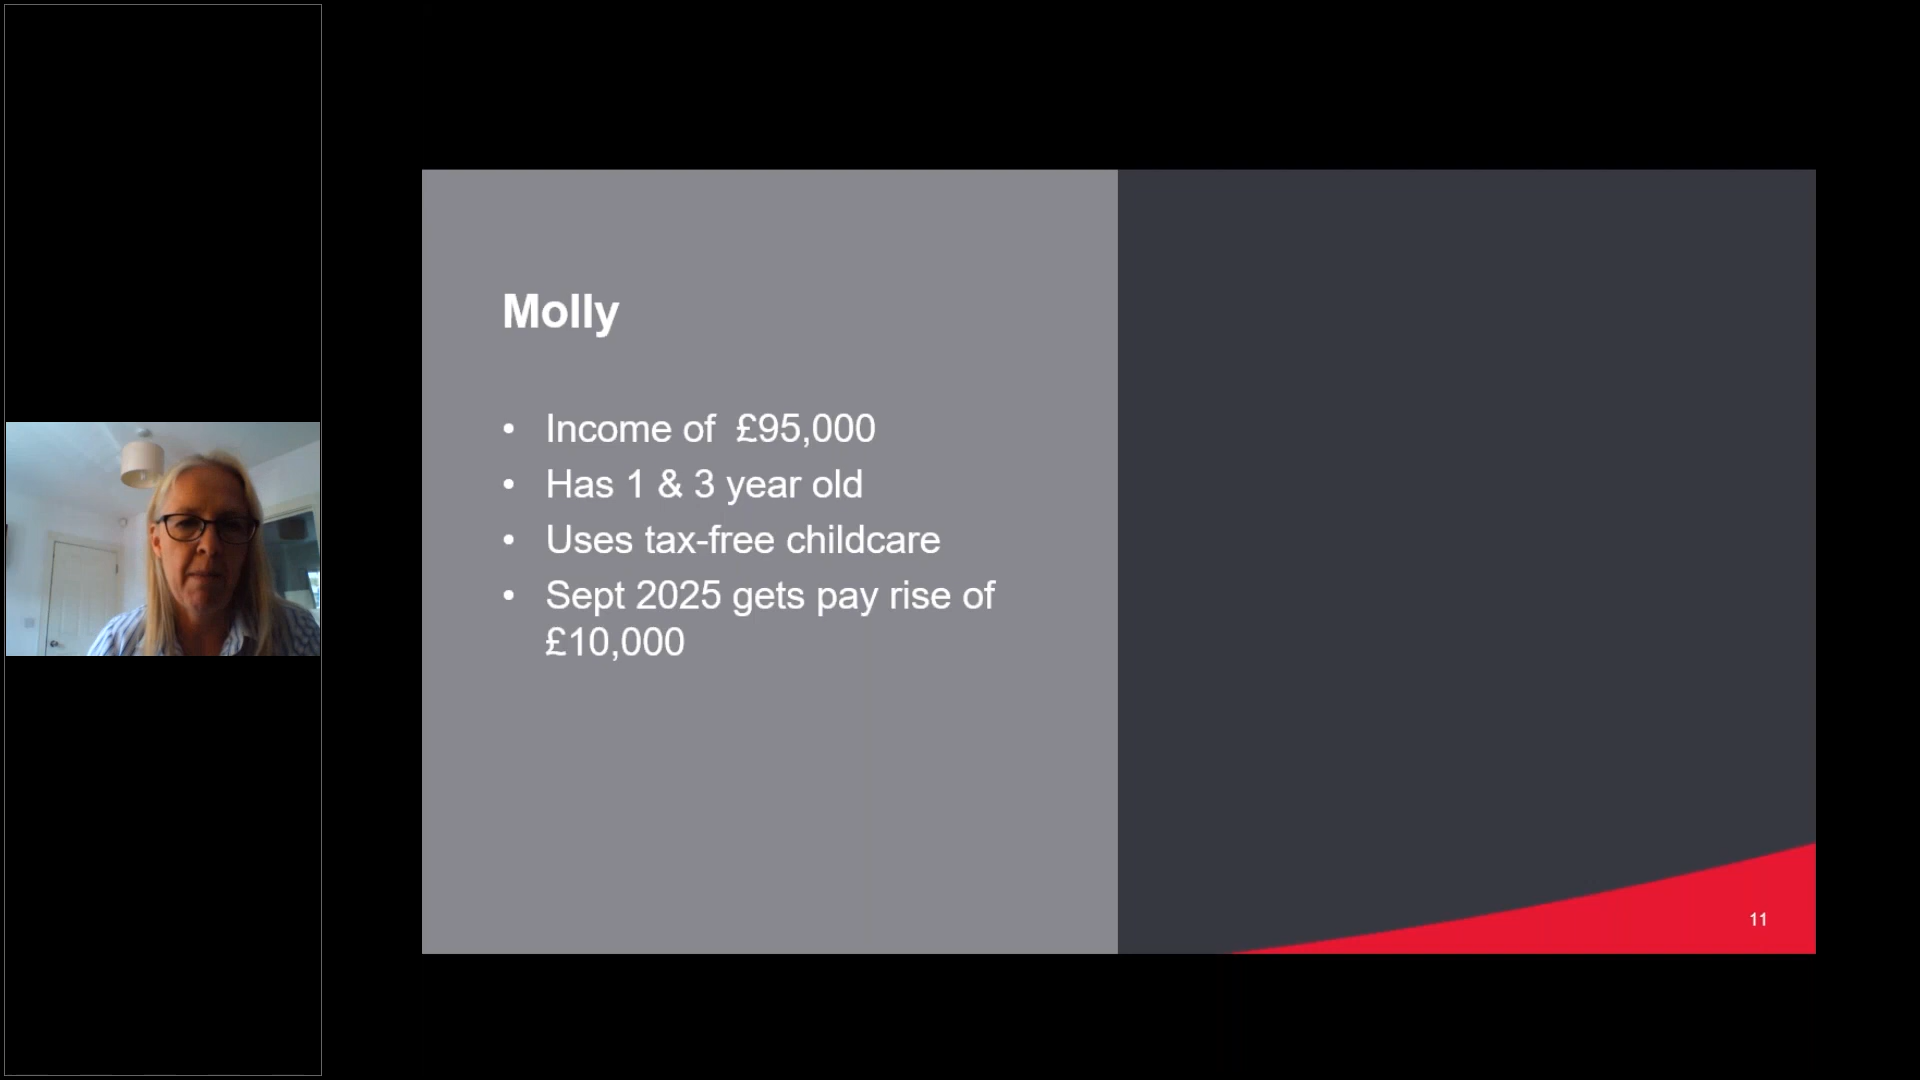 Molly
• Income of  £95,000
• Has 1 & 3 year old
• Uses tax-free childcare
• Sept 2025 gets pay rise of
£10,000
11